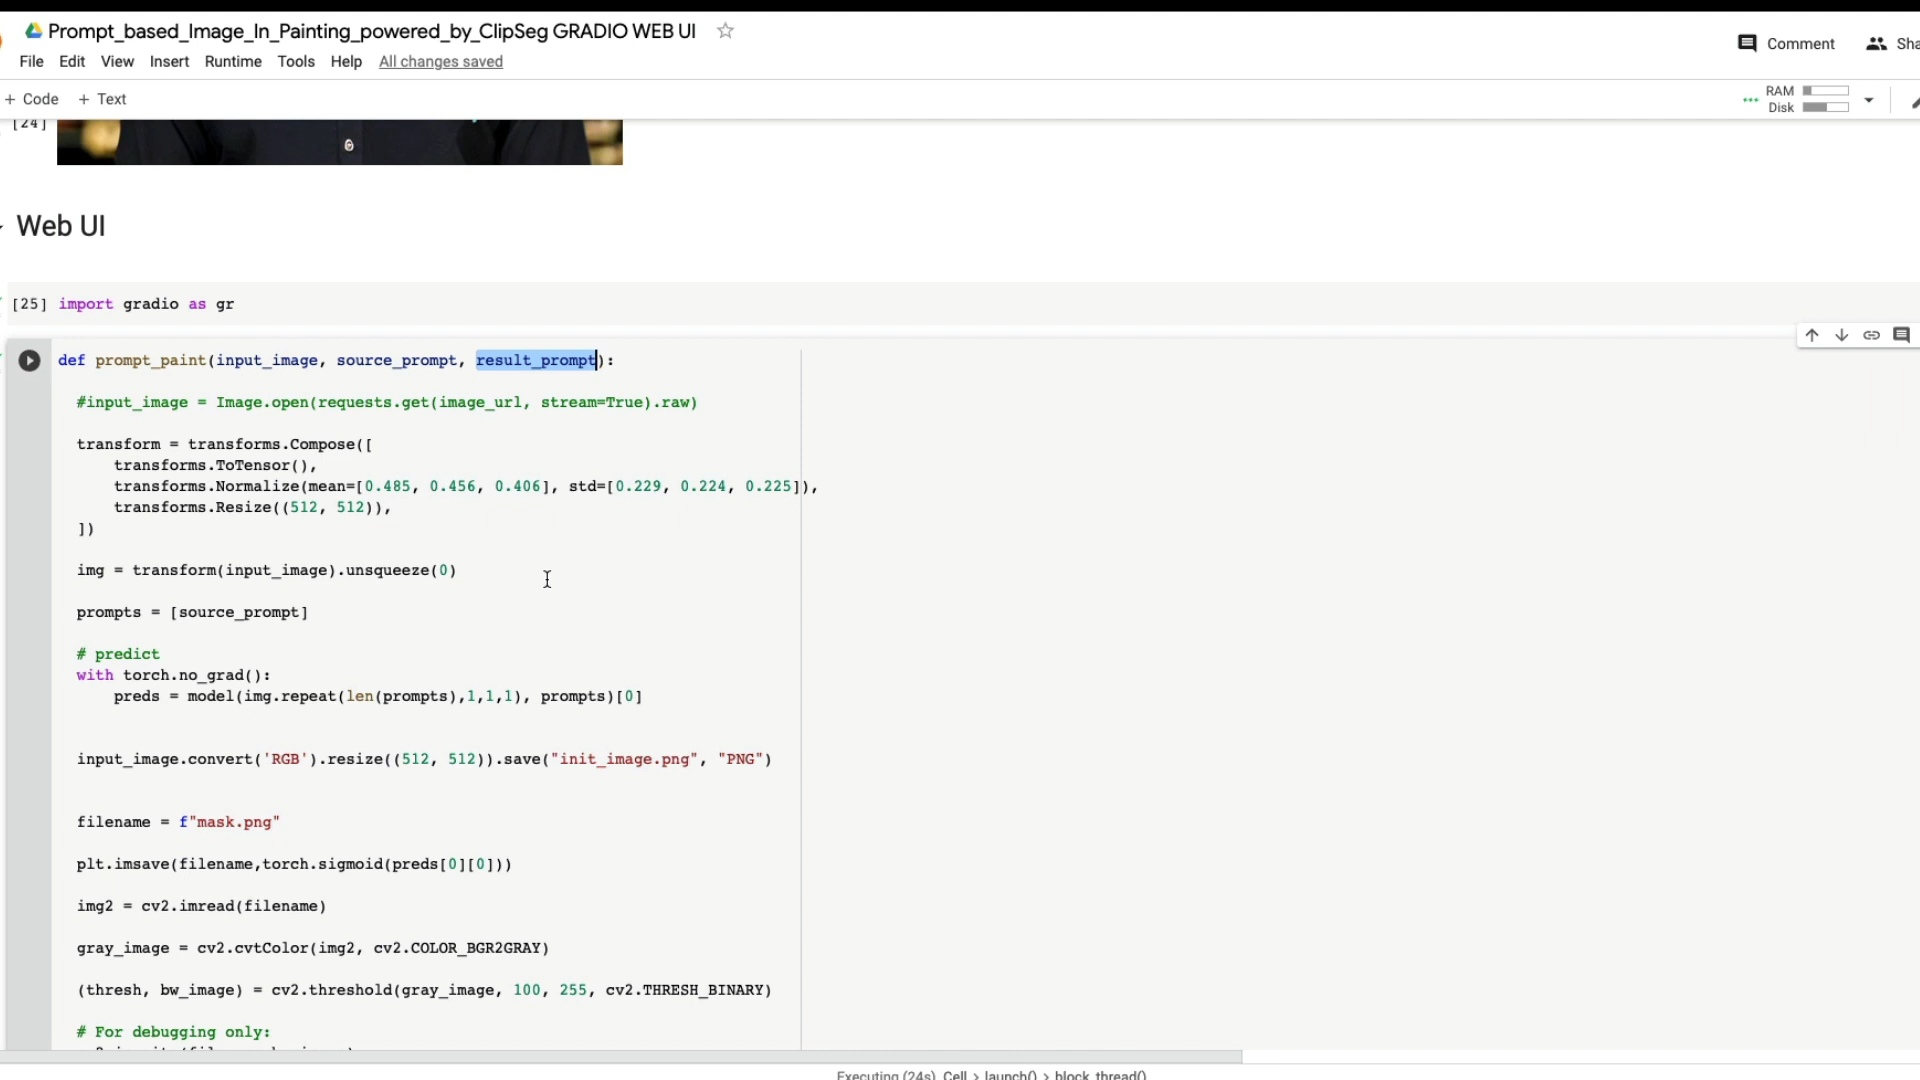 Prompt_based_Image_In_Painting_powered_by_ClipSeg GRADIO WEB UI
Comment
File Edit View Insert Runtime Tools Help All changes saved
+ Code + Text
RAM
Disk
[24]
Web UI
[25] import gradio as gr
def prompt_paint(input_image, source_prompt, result_prompt):
#input_image = Image.open(requests.get(image_url, stream=True).raw)
transform = transforms.Compose([
transforms.ToTensor(),
transforms.Normalize(mean=[0.485, 0.456, 0.406], std=[0.229, 0.224, 0.225]),
transforms.Resize((512, 512)),
])
img = transform(input_image).unsqueeze(0)
prompts = [source_prompt]
# predict
with torch.no_grad():
preds = model(img.repeat(len(prompts),1,1,1), prompts)[0]
input_image.convert('RGB').resize((512, 512)).save("init_image.png", "PNG")
filename = f"mask.png"
plt.imsave(filename,torch.sigmoid(preds[0][0]))
img2 = cv2.imread(filename)
gray_image = cv2.cvtColor(img2, cv2.COLOR_BGR2GRAY)
(thresh, bw_image) = cv2.threshold(gray_image, 100, 255, cv2.THRESH_BINARY)
# For debugging only:
Executing (24s) Cell > launch() > block_thread()